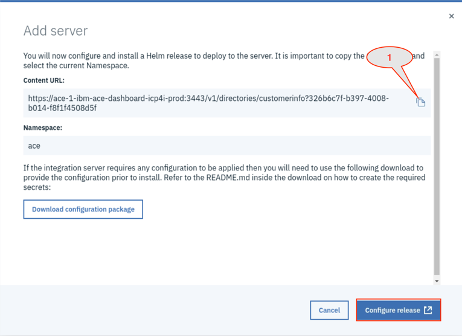 Add server
You will now configure and install a Helm release to deploy to the server. It is important to copy the
1
and
select the current Namespace.
Content URL:
https://ace-1-ibm-ace-dashboard-icp4i-prod:3443/v1/directories/customerinfo?326b6c7f-b397-4008-
b014-f8f1f4508d5f
Namespace:
ace
If the integration server requires any configuration to be applied then you will need to use the following download to
provide the configuration prior to install. Refer to the README.md inside the download on how to create the required
secrets:
Download configuration package
Cancel
Configure release